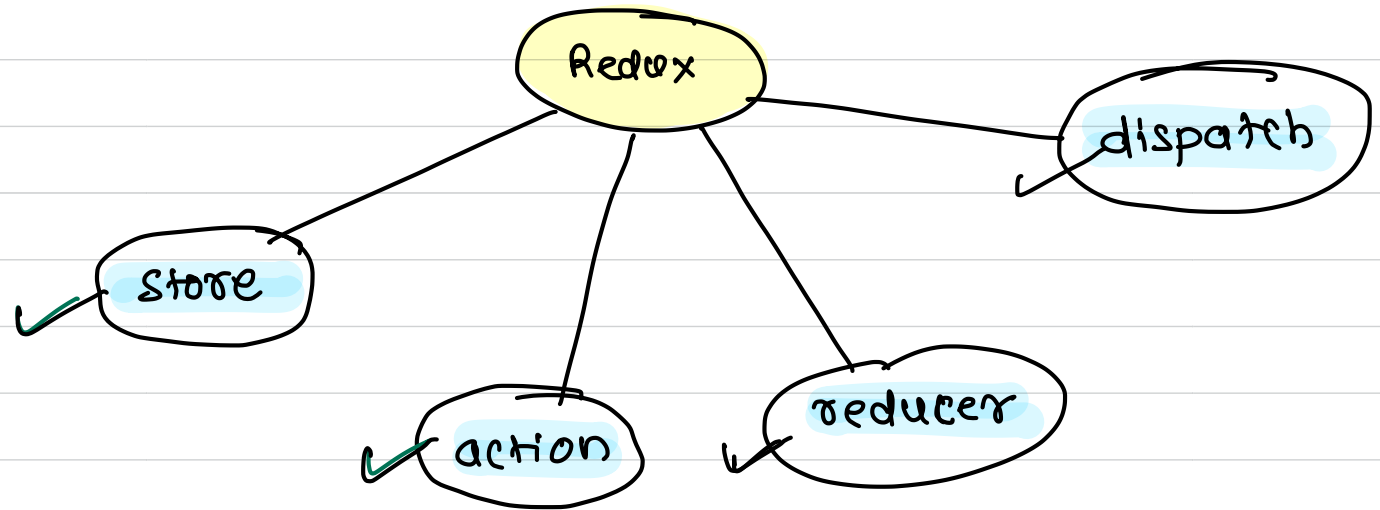 Redux
dispatch
store
reducer
action